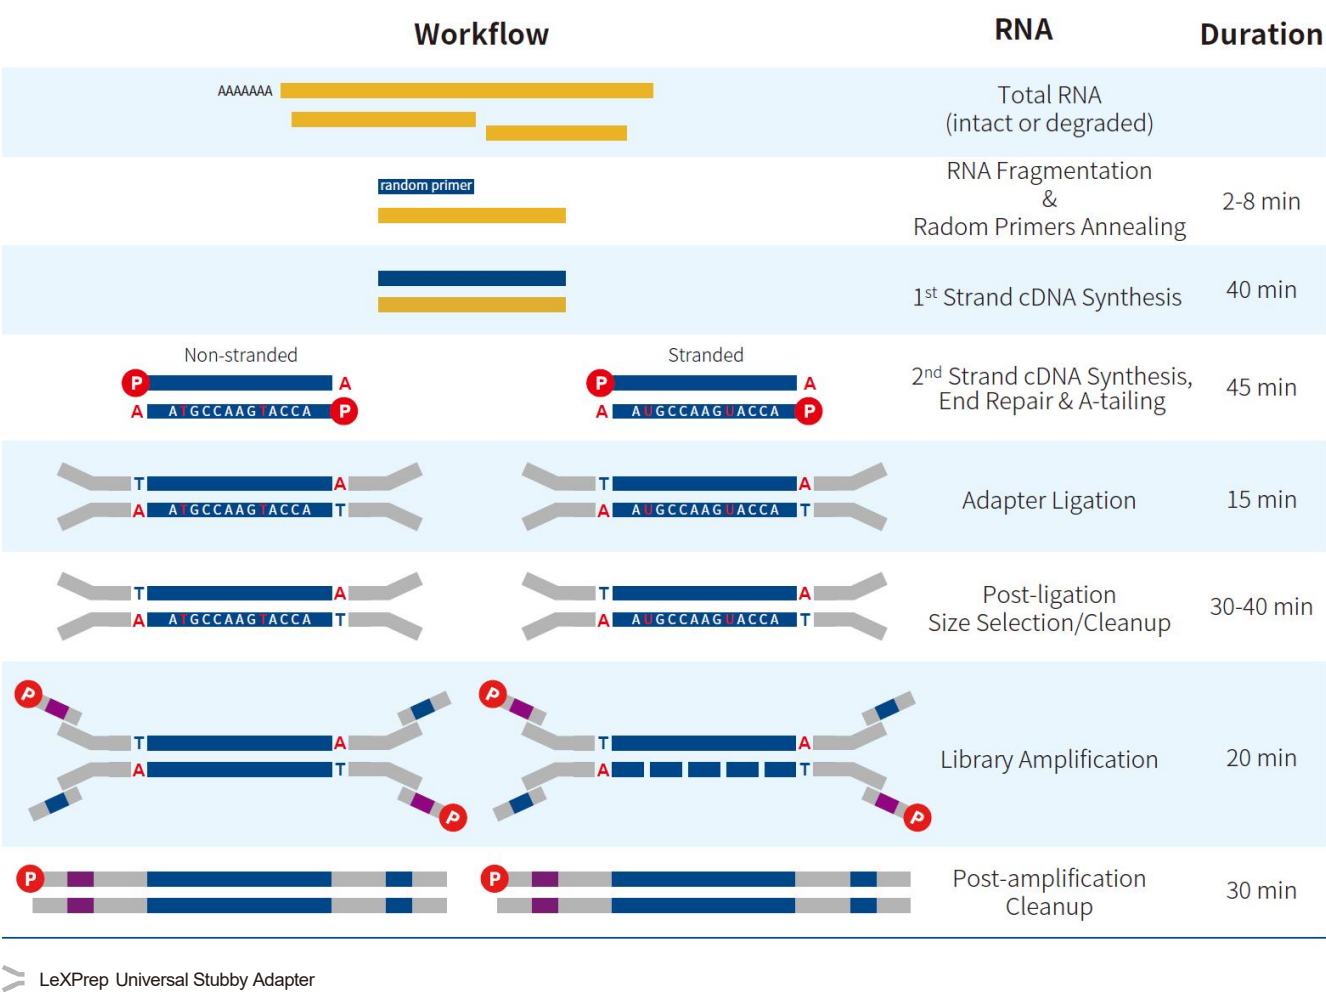 Workflow
RNA
Duration
AAAAAAA
Total RNA
(intact or degraded)
random primer
RNA Fragmentation
&
Radom Primers Annealing
2-8 min
1st Strand cDNA Synthesis
40 min
Non-stranded
Stranded
P A
A ATGCCAAGTACCA P
P A
A AUGCCAAGUACCA P
2nd Strand cDNA Synthesis,
End Repair & A-tailing
45 min
T A
A ATGCCAAGTACCA T
T A
A AUGCCAAGUACCA T
Adapter Ligation
15 min
T A
A ATGCCAAGTACCA T
T A
A AUGCCAAGUACCA T
Post-ligation
Size Selection/Cleanup
30-40 min
P
T A
A T
P
P
T A
A T
P
Library Amplification
20 min
P
P
Post-amplification
Cleanup
30 min
LeXPrep Universal Stubby Adapter